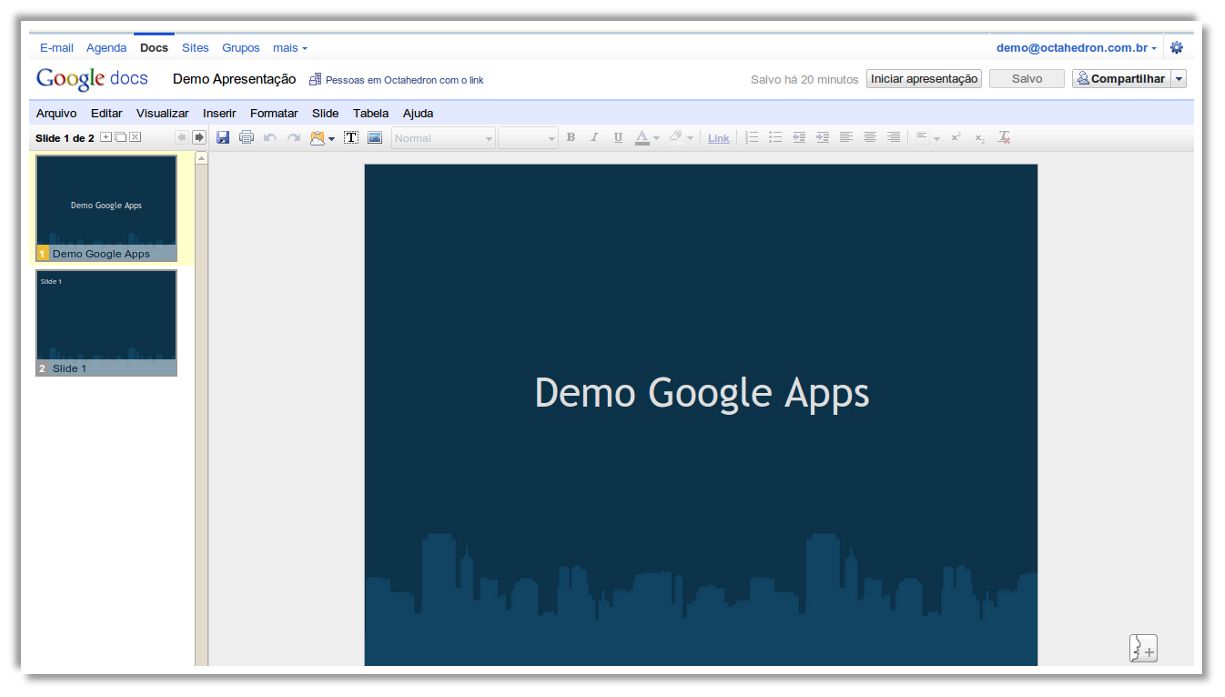 E-mail Agenda Docs Sites Grupos mais demo@octahedron.com.br
Google docs Demo Apresentação Pessoas em Octahedron com o link Salvo há 20 minutos Iniciar apresentação Salvo Compartilhar
Arquivo Editar Visualizar Inserir Formatar Slide Tabela Ajuda
Slide 1 de 2 T Normal B I U A Link
Demo Google Apps
1 Demo Google Apps
Slide 1
2 Slide 1
Demo Google Apps